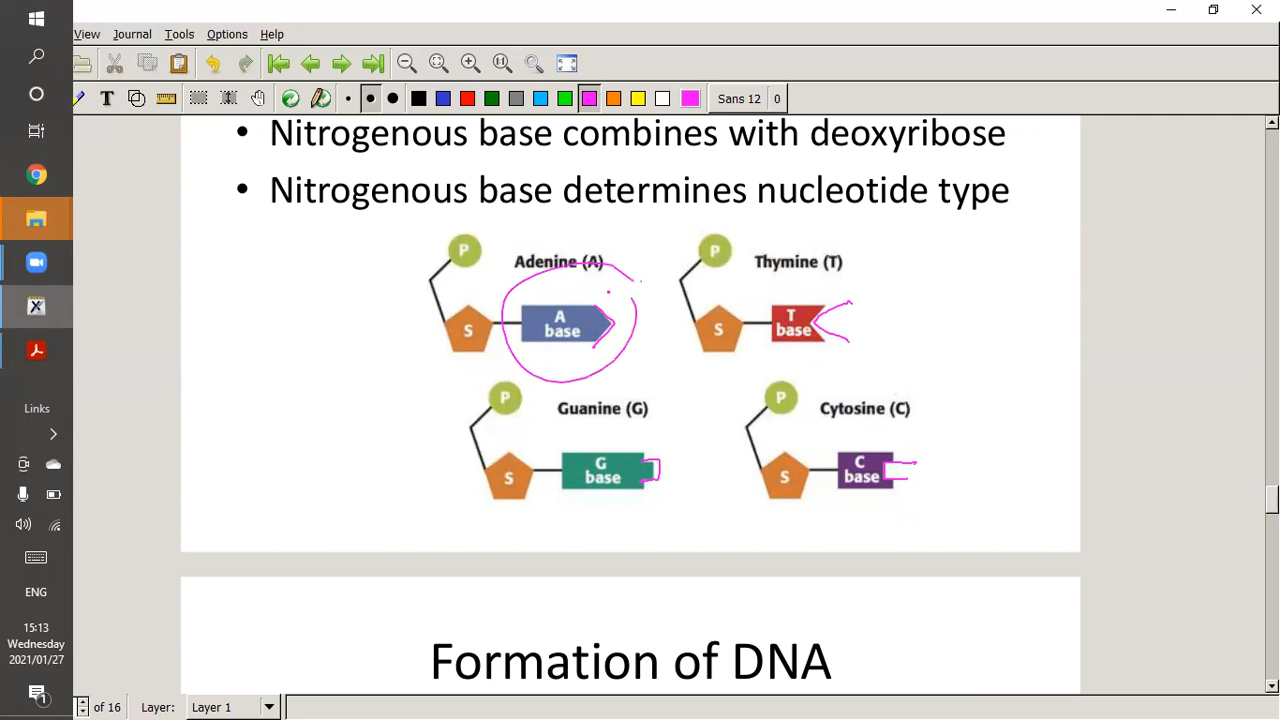 View Journal Tools Options Help
T Sans 12 0
• Nitrogenous base combines with deoxyribose
• Nitrogenous base determines nucleotide type
P Adenine (A)
S A base
P Thymine (T)
S T base
P Guanine (G)
S G base
P Cytosine (C)
S C base
Formation of DNA
Links
ENG
15:13
Wednesday
2021/01/27
1
of 16 Layer: Layer 1